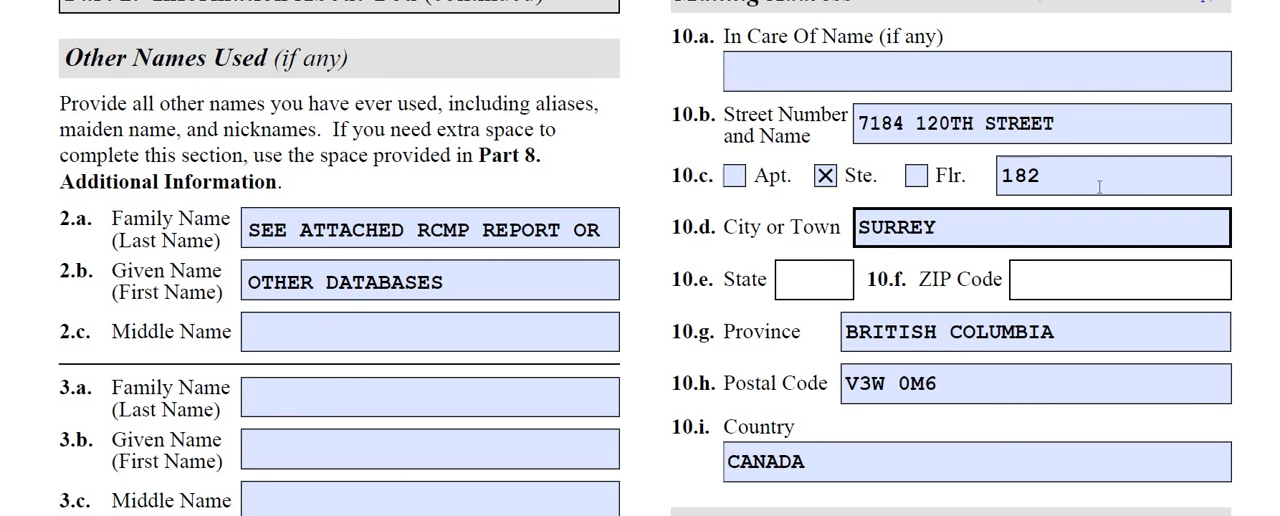 Other Names Used (if any)
Provide all other names you have ever used, including aliases,
maiden name, and nicknames. If you need extra space to
complete this section, use the space provided in Part 8.
Additional Information.
2.a. Family Name
(Last Name)
SEE ATTACHED RCMP REPORT OR
2.b. Given Name
(First Name)
OTHER DATABASES
2.c. Middle Name
3.a. Family Name
(Last Name)
3.b. Given Name
(First Name)
3.c. Middle Name
10.a. In Care Of Name (if any)
10.b. Street Number
and Name
7184 120TH STREET
10.c. Apt. X Ste. Flr. 182
10.d. City or Town SURREY
10.e. State 10.f. ZIP Code
10.g. Province BRITISH COLUMBIA
10.h. Postal Code V3W 0M6
10.i. Country
CANADA